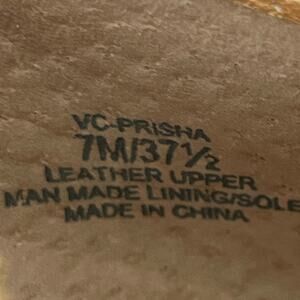 VC-PRISHA
7M/37½
LEATHER UPPER
MAN MADE LINING/SOLE
MADE IN CHINA